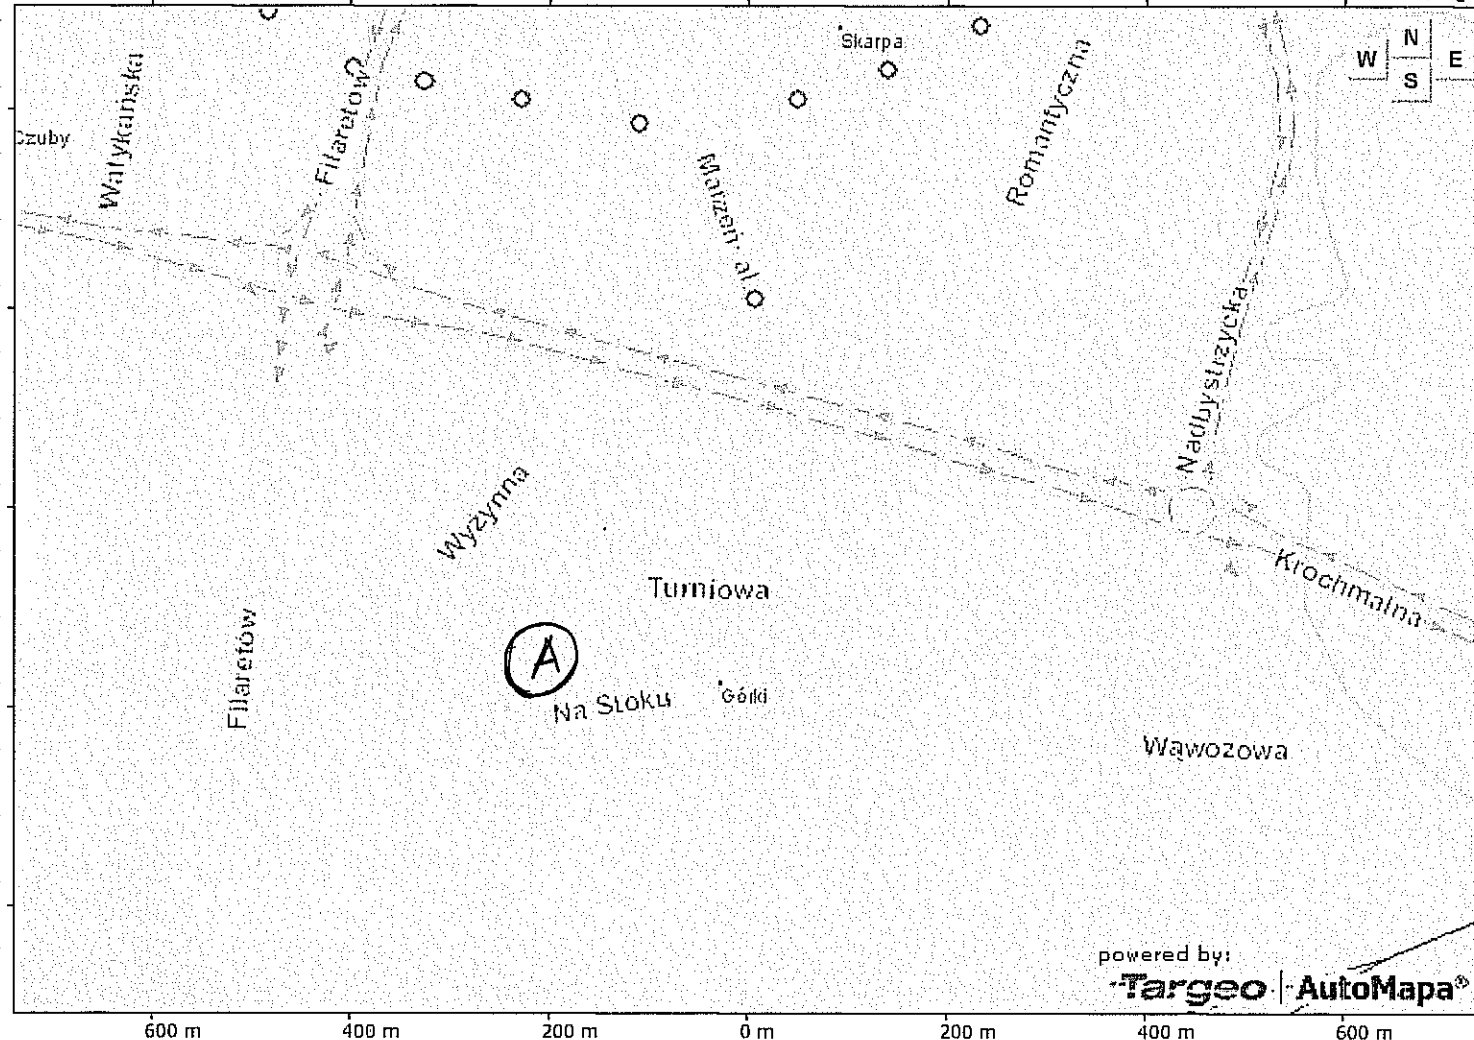 Skarpa
N
W E
S
Watykańska
Filaretów
Romantyczna
Czuby
Marzeń al.
Nadbystrzycka
Wyżynna
Turniowa
Krochmalna
Filaretów
A
Na Stoku
Górki
Wąwozowa
powered by:
Targeo | AutoMapa®
600 m 400 m 200 m 0 m 200 m 400 m 600 m